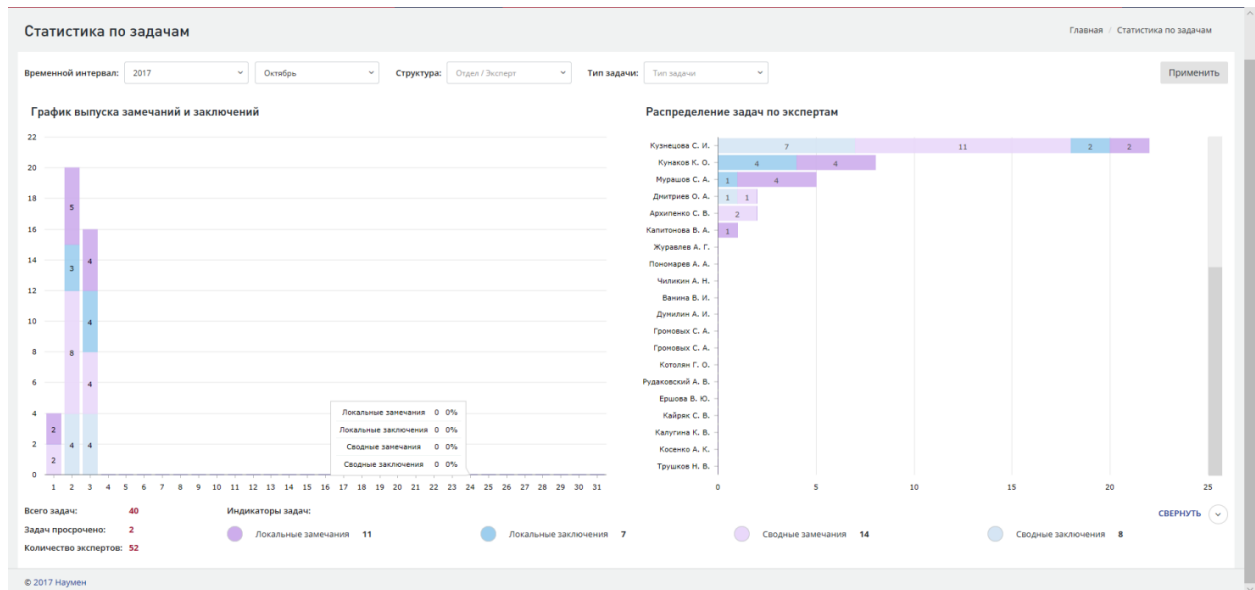 Статистика по задачам
Главная / Статистика по задачам
Временной интервал: 2017 Октябрь Структура: Отдел / Эксперт Тип задачи: Тип задачи Применить
График выпуска замечаний и заключений
22
20
18
16
14
12
10
8
6
4
2
0
5
3
8
4
4
4
4
4
2
2
Локальные замечания 0 0%
Локальные заключения 0 0%
Сводные замечания 0 0%
Сводные заключения 0 0%
1 2 3 4 5 6 7 8 9 10 11 12 13 14 15 16 17 18 19 20 21 22 23 24 25 26 27 28 29 30 31
Распределение задач по экспертам
Кузнецова С. И. 7 11 2 2
Кунаков К. О. 4 4
Мурашов С. А. 1 4
Дмитриев О. А. 1 1
Архипенко С. В. 2
Капитонова В. А. 1
Журавлев А. Г.
Пономарев А. А.
Чиликин А. Н.
Ванина В. И.
Думилин А. И.
Громовых С. А.
Громовых С. А.
Котолян Г. О.
Рудаковский А. В.
Ершова В. Ю.
Кайряк С. В.
Калугина К. В.
Косенко А. К.
Трушков Н. В.
0 5 10 15 20 25
Всего задач: 40
Задач просрочено: 2
Количество экспертов: 52
Индикаторы задач:
Локальные замечания 11 Локальные заключения 7 Сводные замечания 14 Сводные заключения 8
СВЕРНУТЬ
© 2017 Наумен